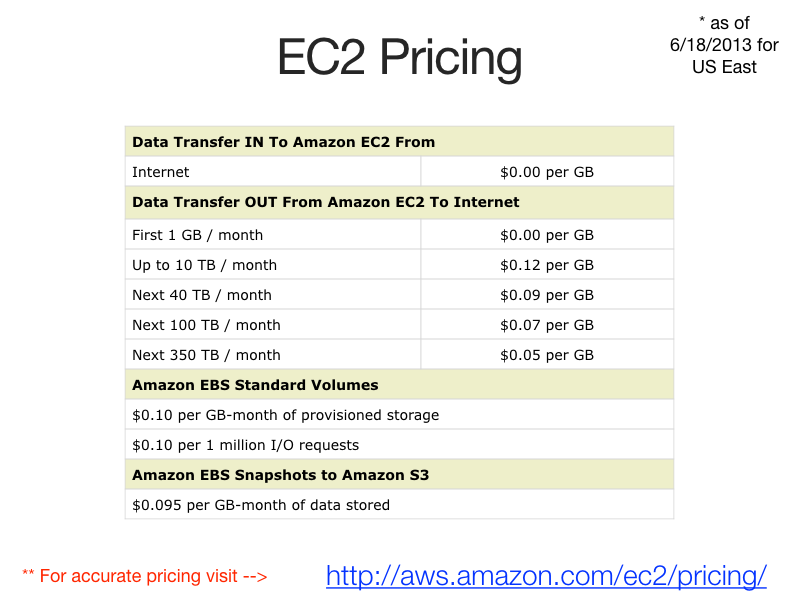 * as of
6/18/2013 for
US East
EC2 Pricing
Data Transfer IN To Amazon EC2 From
Internet $0.00 per GB
Data Transfer OUT From Amazon EC2 To Internet
First 1 GB / month $0.00 per GB
Up to 10 TB / month $0.12 per GB
Next 40 TB / month $0.09 per GB
Next 100 TB / month $0.07 per GB
Next 350 TB / month $0.05 per GB
Amazon EBS Standard Volumes
$0.10 per GB-month of provisioned storage
$0.10 per 1 million I/O requests
Amazon EBS Snapshots to Amazon S3
$0.095 per GB-month of data stored
** For accurate pricing visit --> http://aws.amazon.com/ec2/pricing/